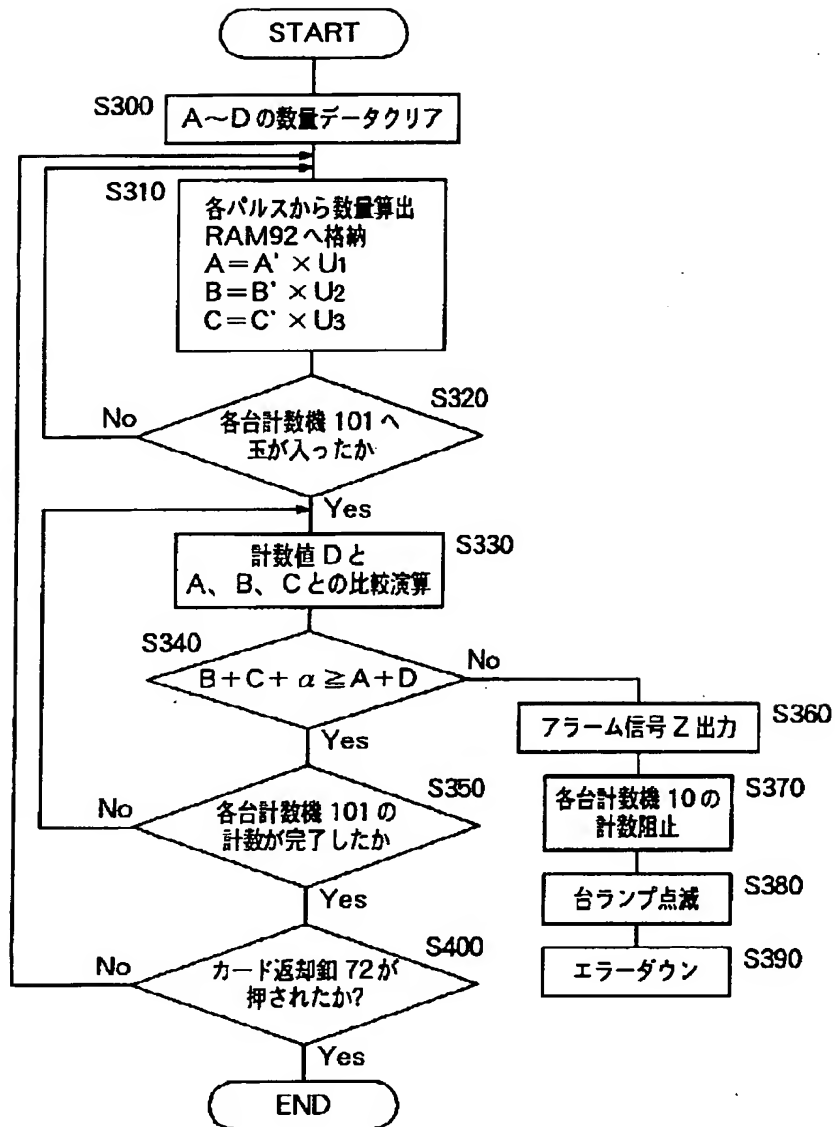 START
S300
A～Dの数量データクリア
S310
各パルスから数量算出
RAM92へ格納
A＝A' × U1
B＝B' × U2
C＝C' × U3
S320
No
各台計数機 101 へ
玉が入ったか
Yes
S330
計数値 D と
A、B、C との比較演算
S340
No
B＋C＋ α ≧ A＋D
Yes
S360
アラーム信号 Z 出力
S350
No
各台計数機 101 の
計数が完了したか
S370
各台計数機 10 の
計数阻止
Yes
S380
台ランプ点滅
S400
No
カード返却釦 72 が
押されたか?
S390
エラーダウン
Yes
END